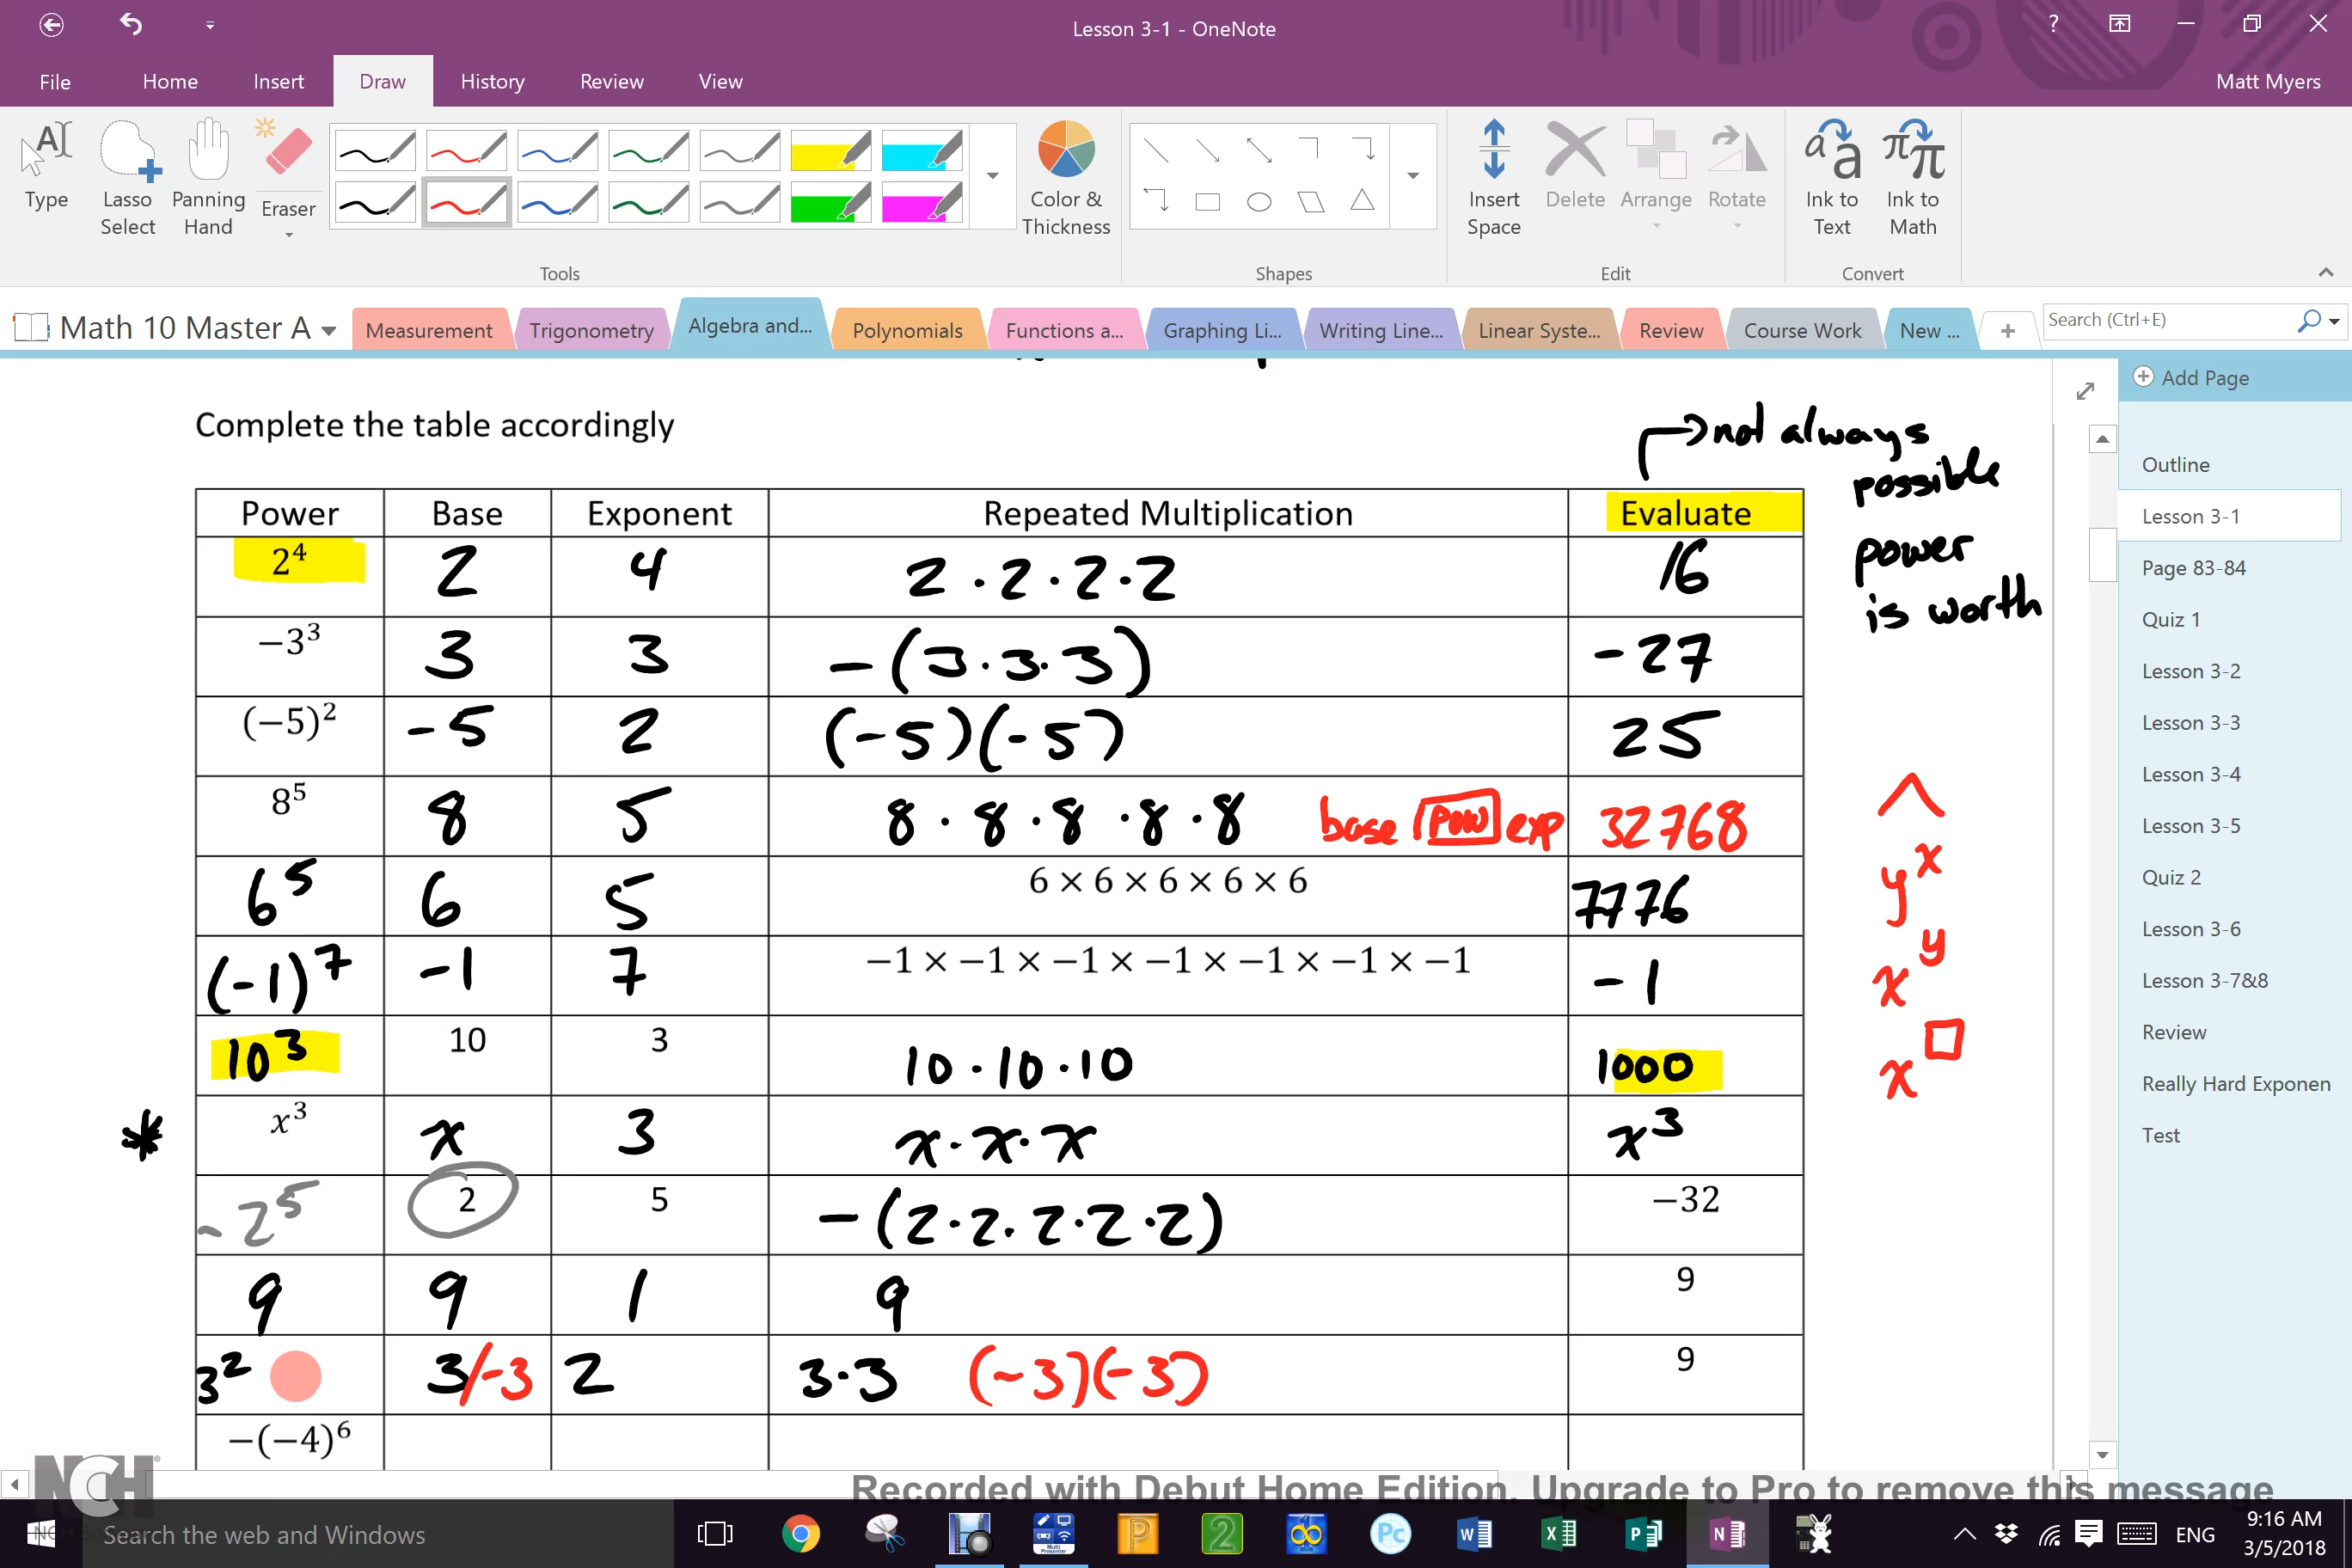 Lesson 3-1 - OneNote
?
File Home Insert Draw History Review View Matt Myers
Type
Lasso Select
Panning Hand
Eraser
Color & Thickness
Insert Space
Delete
Arrange
Rotate
Ink to Text
Ink to Math
Tools Shapes Edit Convert
Math 10 Master A Measurement Trigonometry Algebra and... Polynomials Functions a... Graphing Li... Writing Line... Linear Syste... Review Course Work New ... + Search (Ctrl+E)
Add Page
Outline
Lesson 3-1
Page 83-84
Quiz 1
Lesson 3-2
Lesson 3-3
Lesson 3-4
Lesson 3-5
Quiz 2
Lesson 3-6
Lesson 3-7&8
Review
Really Hard Exponen
Test
Complete the table accordingly
not always
possible
power
is worth
Power Base Exponent Repeated Multiplication Evaluate
2⁴ 2 4 2 · 2 · 2 · 2 16
−3³ 3 3 −(3·3·3) −27
(−5)² −5 2 (−5)(−5) 25
8⁵ 8 5 8 · 8 · 8 · 8 · 8 base pow exp 32768
6⁵ 6 5 6 × 6 × 6 × 6 × 6 7776
(−1)⁷ −1 7 −1 × −1 × −1 × −1 × −1 × −1 × −1 −1
10³ 10 3 10 · 10 · 10 1000
* x³ x 3 x·x·x x³
−2⁵ 2 5 −(2·2·2·2·2) −32
9 9 1 9 9
3² 3/−3 2 3·3 (−3)(−3) 9
−(−4)⁶
^
yˣ
xʸ
x□
NCH
Recorded with Debut Home Edition. Upgrade to Pro to remove this message
Search the web and Windows
ENG
9:16 AM
3/5/2018